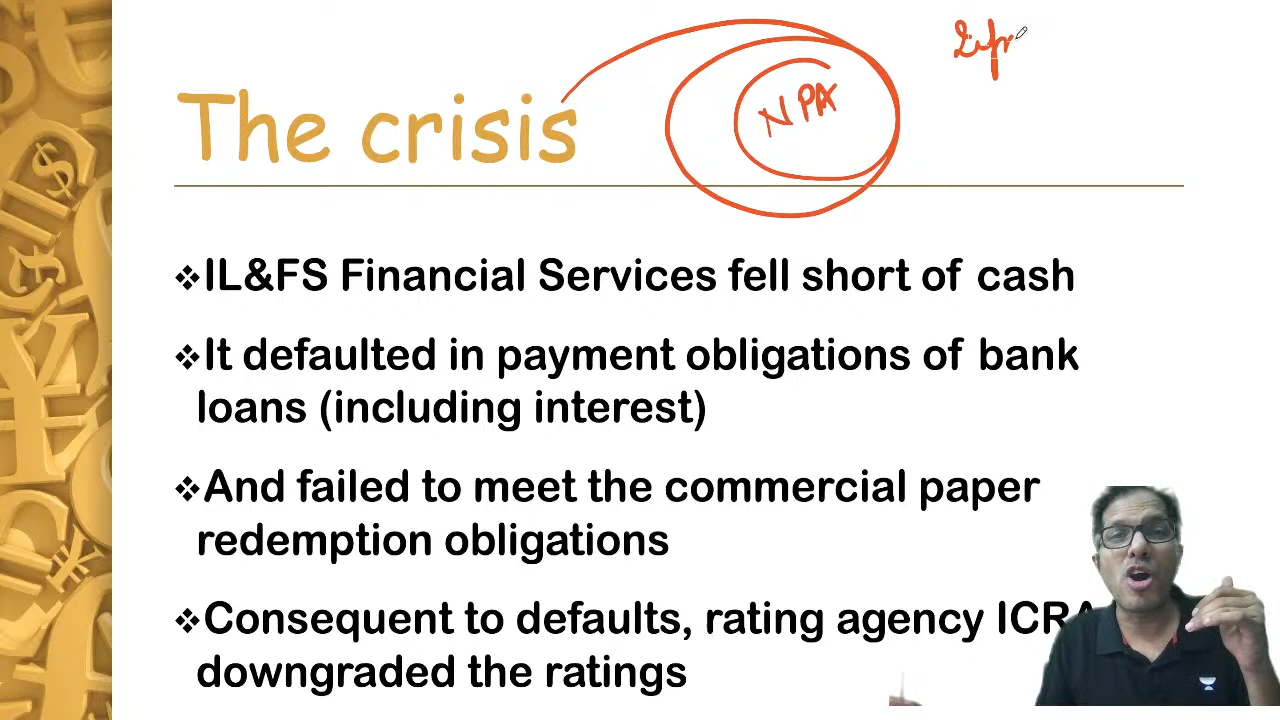 The crisis
NPA
❖IL&FS Financial Services fell short of cash
❖It defaulted in payment obligations of bank
loans (including interest)
❖And failed to meet the commercial paper
redemption obligations
❖Consequent to defaults, rating agency ICRA
downgraded the ratings